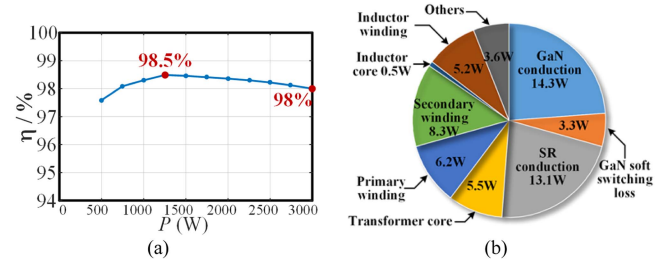 100
99
98
97
96
95
94
η / %
98.5%
98%
0
500
1000
1500
2000
2500
3000
P (W)
(a)
Others
3.6W
Inductor
winding
5.2W
Inductor
core 0.5W
GaN
conduction
14.3W
Secondary
winding
8.3W
3.3W
GaN soft
switching
loss
SR
conduction
13.1W
6.2W
Primary
winding
5.5W
Transformer core
(b)